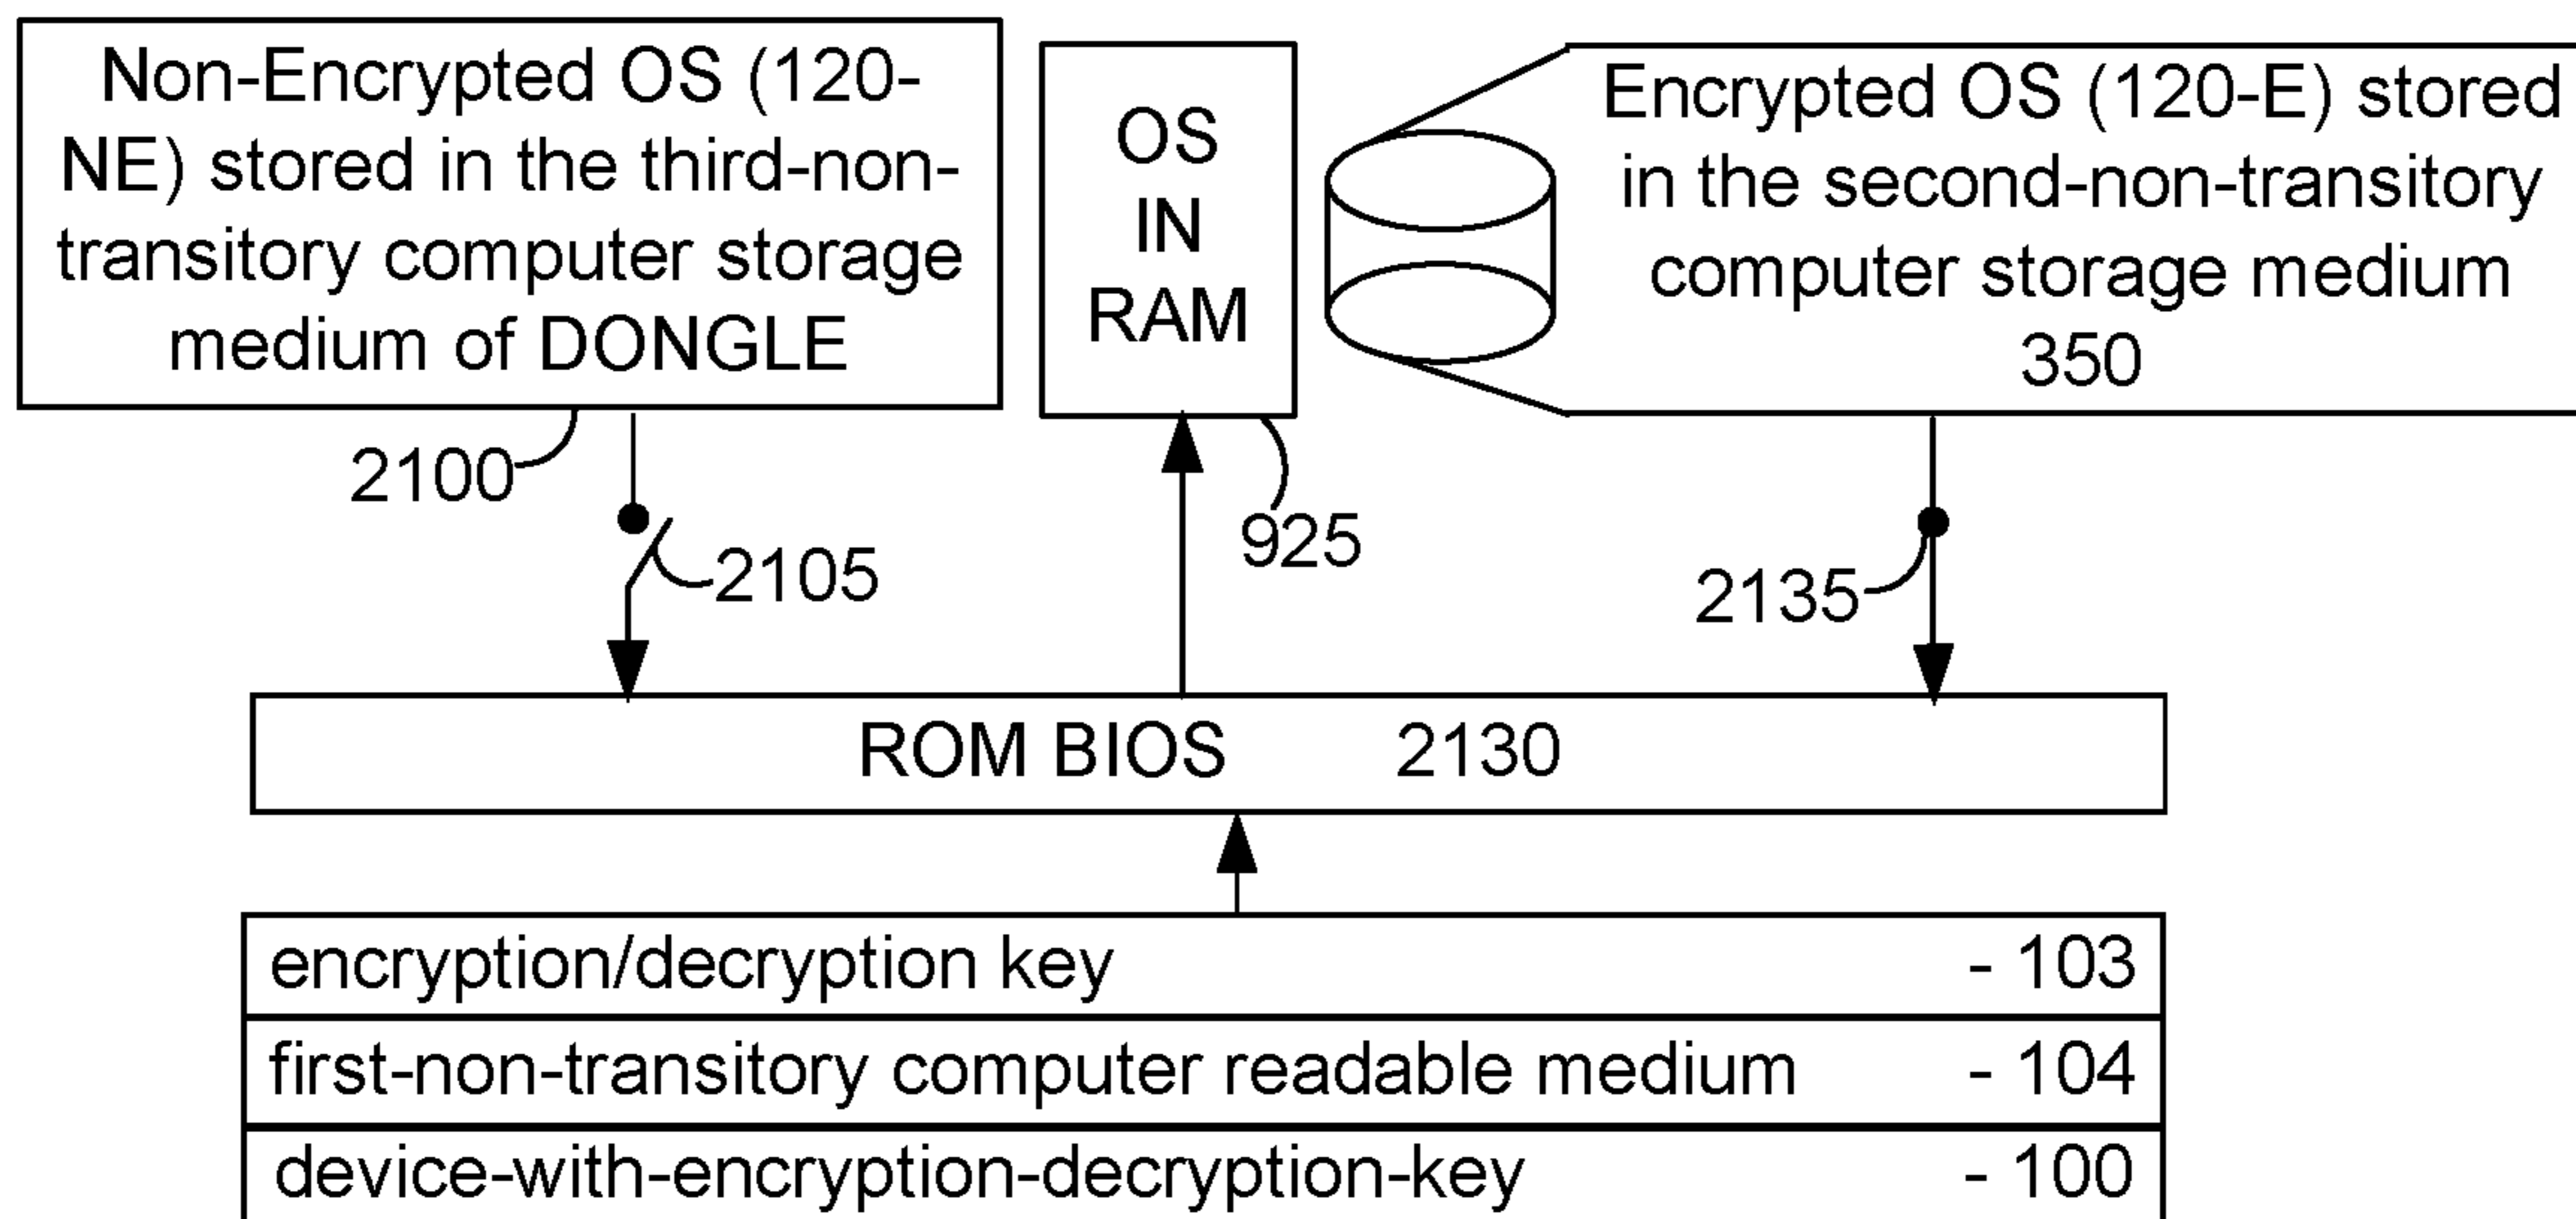 Non-Encrypted OS (120-
NE) stored in the third-non-
transitory computer storage
medium of DONGLE
2100
2105
OS
IN
RAM
925
Encrypted OS (120-E) stored
in the second-non-transitory
computer storage medium
350
2135
ROM BIOS 2130
encryption/decryption key - 103
first-non-transitory computer readable medium - 104
device-with-encryption-decryption-key - 100